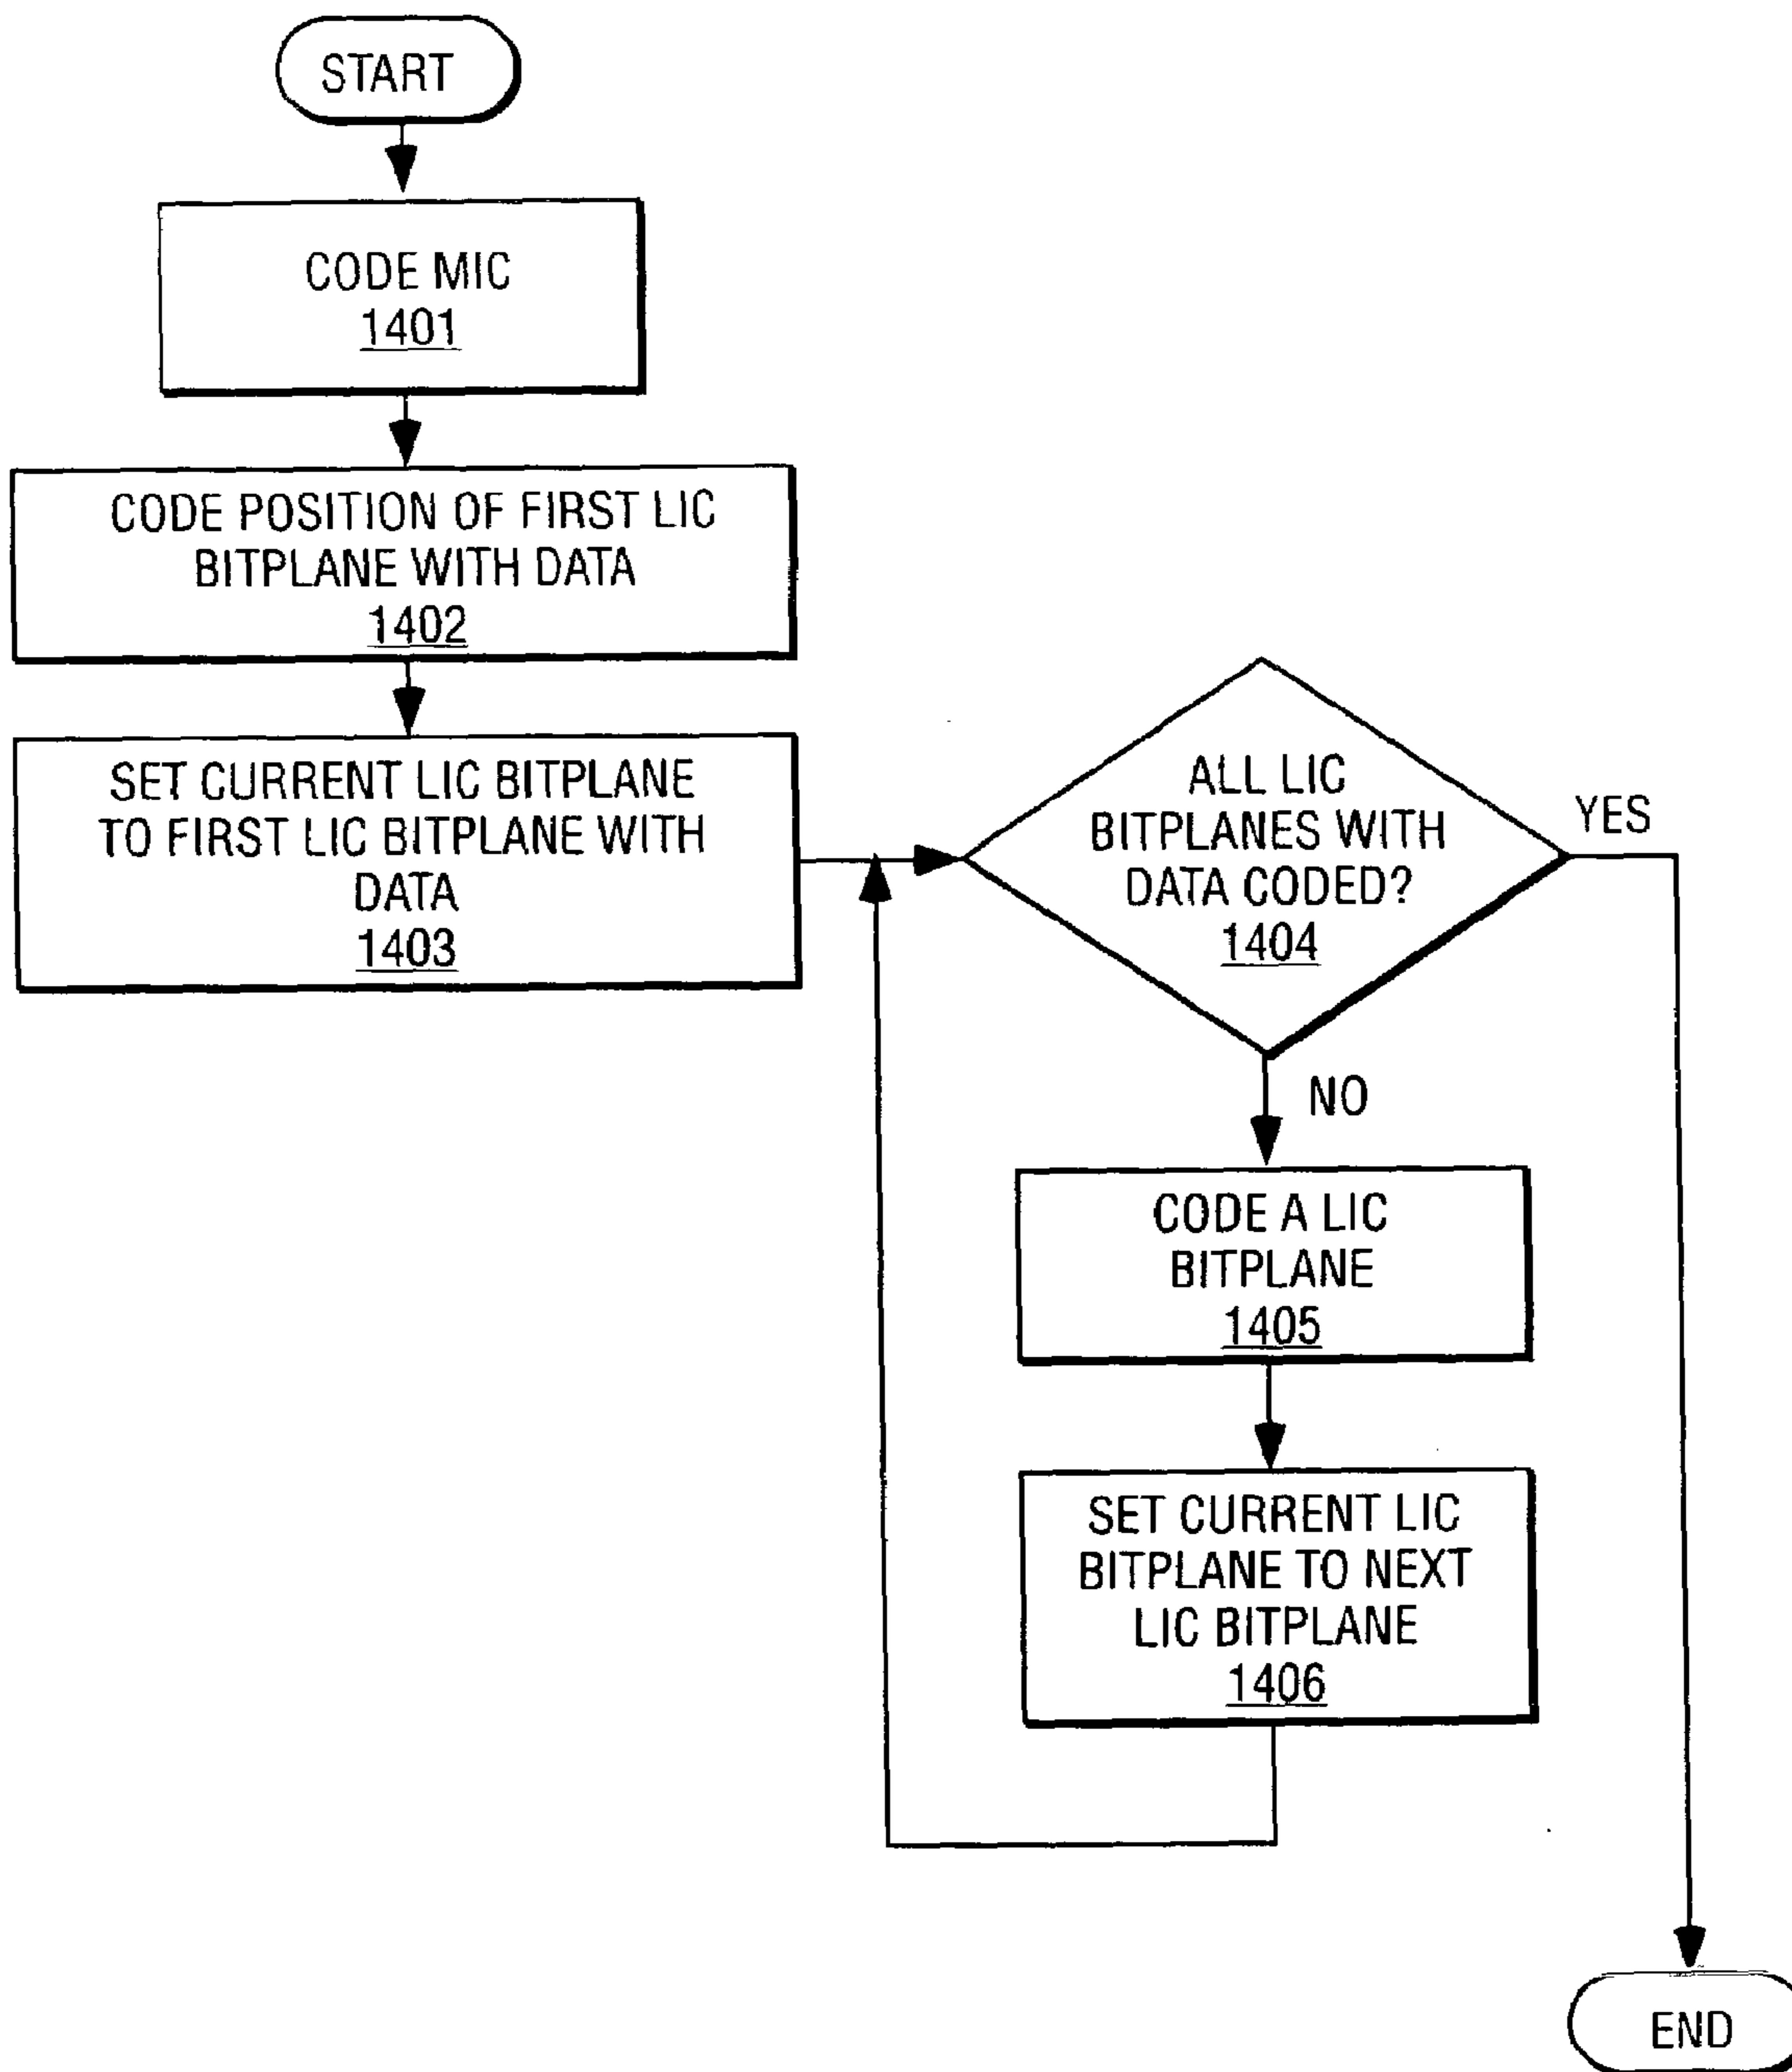 START
CODE MIC
1401
CODE POSITION OF FIRST LIC
BITPLANE WITH DATA
1402
SET CURRENT LIC BITPLANE
TO FIRST LIC BITPLANE WITH
DATA
1403
ALL LIC
BITPLANES WITH
DATA CODED?
1404
YES
NO
CODE A LIC
BITPLANE
1405
SET CURRENT LIC
BITPLANE TO NEXT
LIC BITPLANE
1406
END